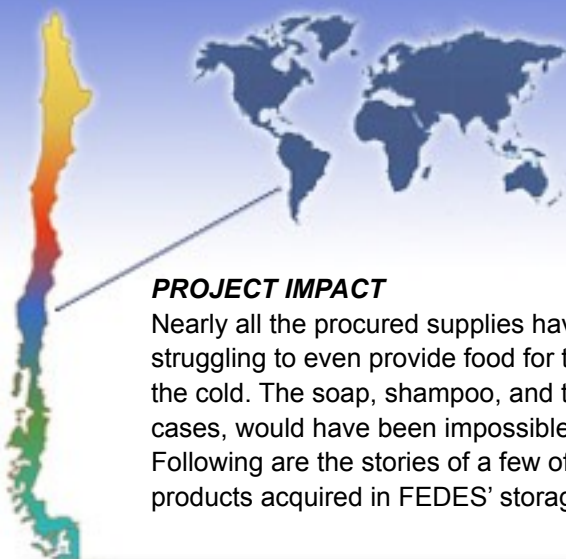 PROJECT IMPACT
Nearly all the procured supplies hav
struggling to even provide food for t
the cold. The soap, shampoo, and t
cases, would have been impossible
Following are the stories of a few of
products acquired in FEDES’ storag